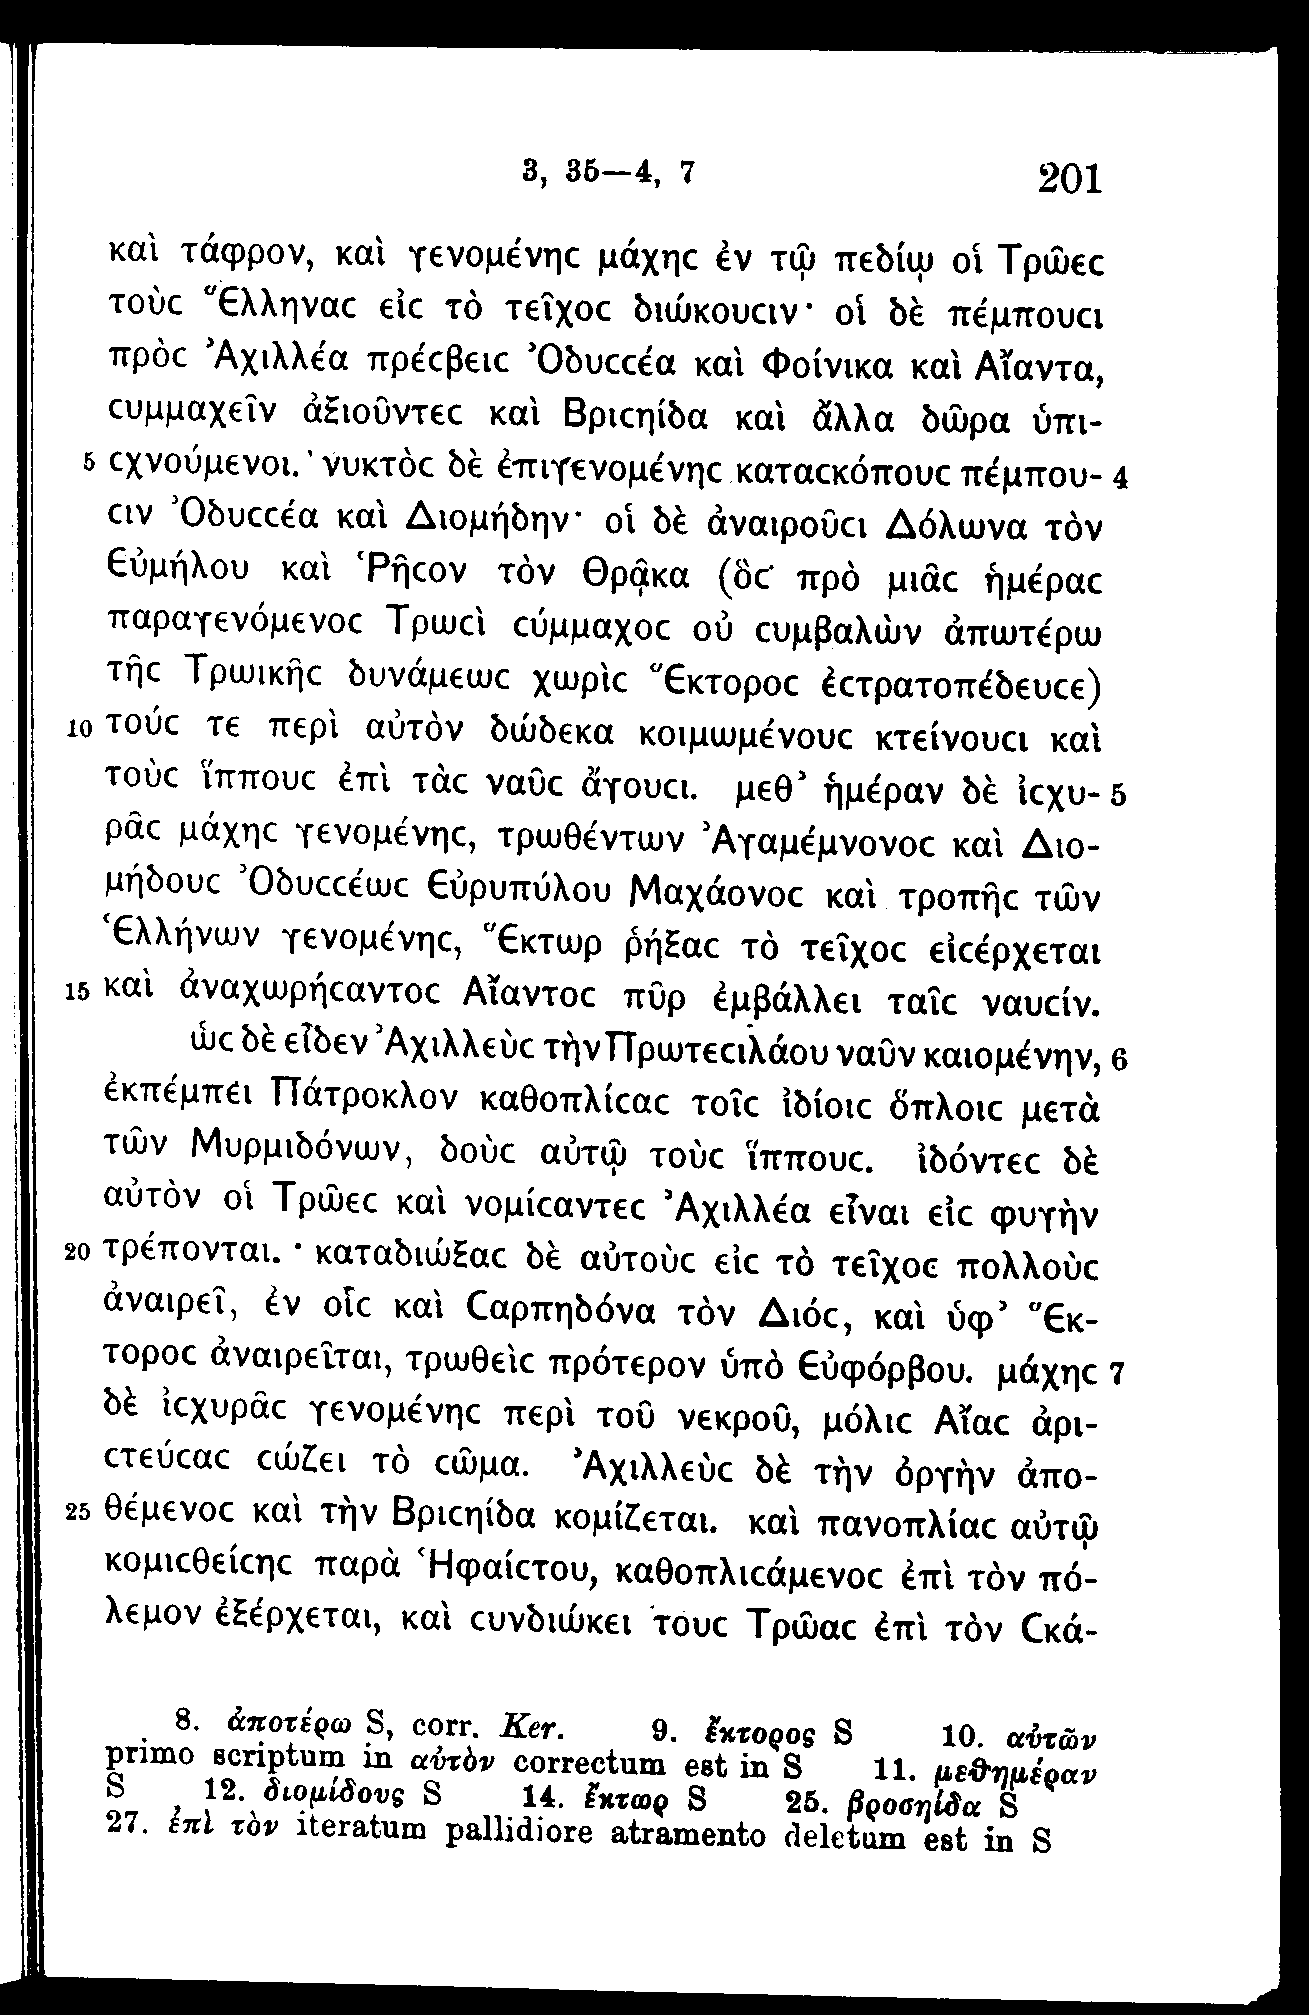 3, 35—4, 7 201
καὶ τάφρον, καὶ γενομένηϲ μάχηϲ ἐν τῷ πεδίῳ οἱ Τρῶεϲ
τοὺϲ Ἕλληναϲ εἰϲ τὸ τεῖχοϲ διώκουϲιν· οἱ δὲ πέμπουϲι
πρὸϲ Ἀχιλλέα πρέϲβειϲ Ὀδυϲϲέα καὶ Φοίνικα καὶ Αἴαντα,
ϲυμμαχεῖν ἀξιοῦντεϲ καὶ Βριϲηίδα καὶ ἄλλα δῶρα ὑπι-
5 ϲχνούμενοι.' νυκτὸϲ δὲ ἐπιγενομένηϲ καταϲκόπουϲ πέμπου- 4
ϲιν Ὀδυϲϲέα καὶ Διομήδην· οἱ δὲ ἀναιροῦϲι Δόλωνα τὸν
Εὐμήλου καὶ Ῥῆϲον τὸν Θρᾷκα (ὃϲ πρὸ μιᾶϲ ἡμέραϲ
παραγενόμενοϲ Τρωϲὶ ϲύμμαχοϲ οὐ ϲυμβαλὼν ἀπωτέρω
τῆϲ Τρωικῆϲ δυνάμεωϲ χωρὶϲ Ἕκτοροϲ ἐϲτρατοπέδευϲε)
10 τούϲ τε περὶ αὐτὸν δώδεκα κοιμωμένουϲ κτείνουϲι καὶ
τοὺϲ ἵππουϲ ἐπὶ τὰϲ ναῦϲ ἄγουϲι. μεθ' ἡμέραν δὲ ἰϲχυ- 5
ρᾶϲ μάχηϲ γενομένηϲ, τρωθέντων Ἀγαμέμνονοϲ καὶ Διο-
μήδουϲ Ὀδυϲϲέωϲ Εὐρυπύλου Μαχάονοϲ καὶ τροπῆϲ τῶν
Ἑλλήνων γενομένηϲ, Ἕκτωρ ῥήξαϲ τὸ τεῖχοϲ εἰϲέρχεται
15 καὶ ἀναχωρήϲαντοϲ Αἴαντοϲ πῦρ ἐμβάλλει ταῖϲ ναυϲίν.
ὡϲ δὲ εἶδεν Ἀχιλλεὺϲ τὴν Πρωτεϲιλάου ναῦν καιομένην, 6
ἐκπέμπει Πάτροκλον καθοπλίϲαϲ τοῖϲ ἰδίοιϲ ὅπλοιϲ μετὰ
τῶν Μυρμιδόνων, δοὺϲ αὐτῷ τοὺϲ ἵππουϲ. ἰδόντεϲ δὲ
αὐτὸν οἱ Τρῶεϲ καὶ νομίϲαντεϲ Ἀχιλλέα εἶναι εἰϲ φυγὴν
20 τρέπονται. · καταδιώξαϲ δὲ αὐτοὺϲ εἰϲ τὸ τεῖχοϲ πολλοὺϲ
ἀναιρεῖ, ἐν οἷϲ καὶ Ϲαρπηδόνα τὸν Διόϲ, καὶ ὑφ' Ἕκ-
τοροϲ ἀναιρεῖται, τρωθεὶϲ πρότερον ὑπὸ Εὐφόρβου. μάχηϲ 7
δὲ ἰϲχυρᾶϲ γενομένηϲ περὶ τοῦ νεκροῦ, μόλιϲ Αἴαϲ ἀρι-
ϲτεύϲαϲ ϲώζει τὸ ϲῶμα. Ἀχιλλεὺϲ δὲ τὴν ὀργὴν ἀπο-
25 θέμενοϲ καὶ τὴν Βριϲηίδα κομίζεται. καὶ πανοπλίαϲ αὐτῷ
κομιϲθείϲηϲ παρὰ Ἡφαίϲτου, καθοπλιϲάμενοϲ ἐπὶ τὸν πό-
λεμον ἐξέρχεται, καὶ ϲυνδιώκει τουϲ Τρῶαϲ ἐπὶ τὸν Ϲκά-
8. ἀποτέρω S, corr. Ker. 9. ἔκτορος S 10. αὐτῶν
primo scriptum in αὐτὸν correctum est in S 11. μεθημέραν
S 12. διομίδους S 14. ἔκτωρ S 25. βροσηίδα S
27. ἐπὶ τὸν iteratum pallidiore atramento deletum est in S